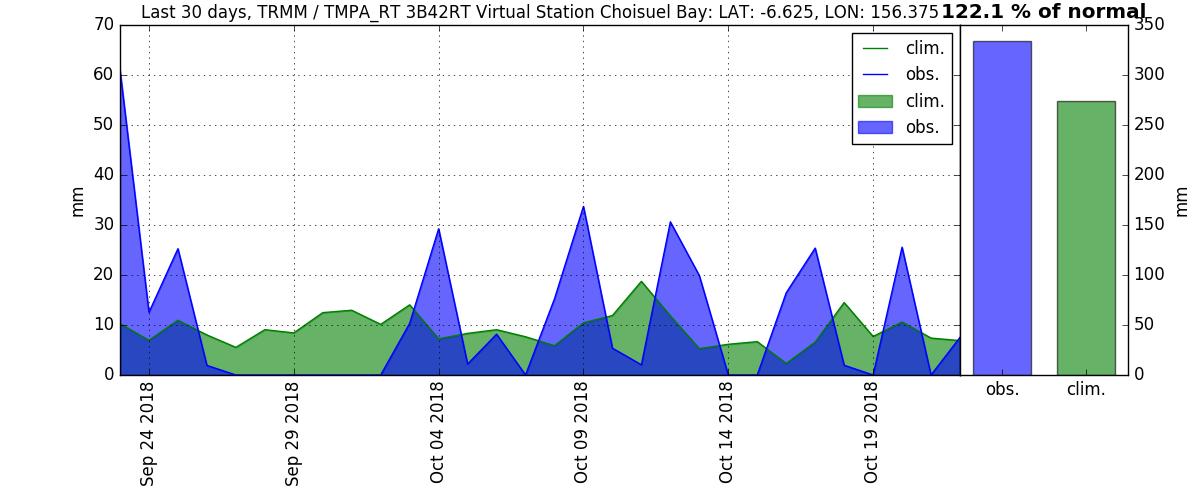 Last 30 days, TRMM / TMPA_RT 3B42RT Virtual Station Choisuel Bay: LAT: -6.625, LON: 156.375
122.1 % of normal
70
60
50
40
30
20
10
0
mm
clim.
obs.
clim.
obs.
Sep 24 2018
Sep 29 2018
Oct 04 2018
Oct 09 2018
Oct 14 2018
Oct 19 2018
350
300
250
200
150
100
50
0
mm
obs.
clim.